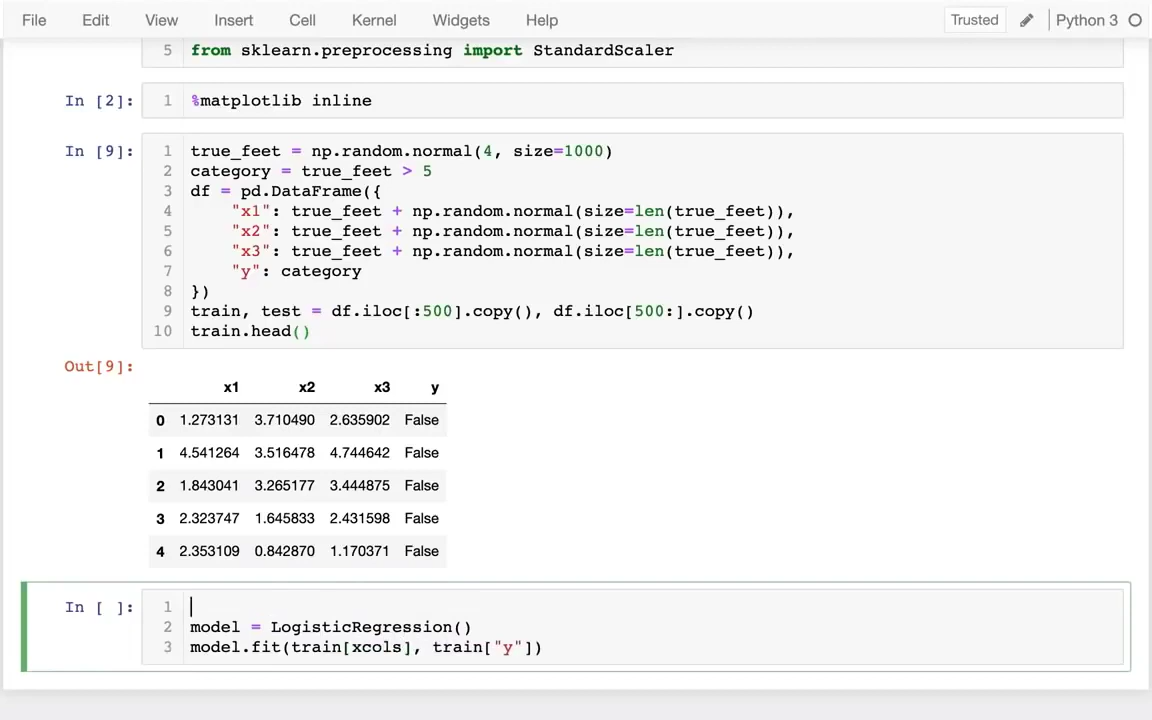 File Edit View Insert Cell Kernel Widgets Help Trusted Python 3
5 from sklearn.preprocessing import StandardScaler
In [2]: 1 %matplotlib inline
In [9]: 1 true_feet = np.random.normal(4, size=1000)
2 category = true_feet > 5
3 df = pd.DataFrame({
4 "x1": true_feet + np.random.normal(size=len(true_feet)),
5 "x2": true_feet + np.random.normal(size=len(true_feet)),
6 "x3": true_feet + np.random.normal(size=len(true_feet)),
7 "y": category
8 })
9 train, test = df.iloc[:500].copy(), df.iloc[500:].copy()
10 train.head()
Out[9]:
x1 x2 x3 y
0 1.273131 3.710490 2.635902 False
1 4.541264 3.516478 4.744642 False
2 1.843041 3.265177 3.444875 False
3 2.323747 1.645833 2.431598 False
4 2.353109 0.842870 1.170371 False
In [ ]: 1
2 model = LogisticRegression()
3 model.fit(train[xcols], train["y"])